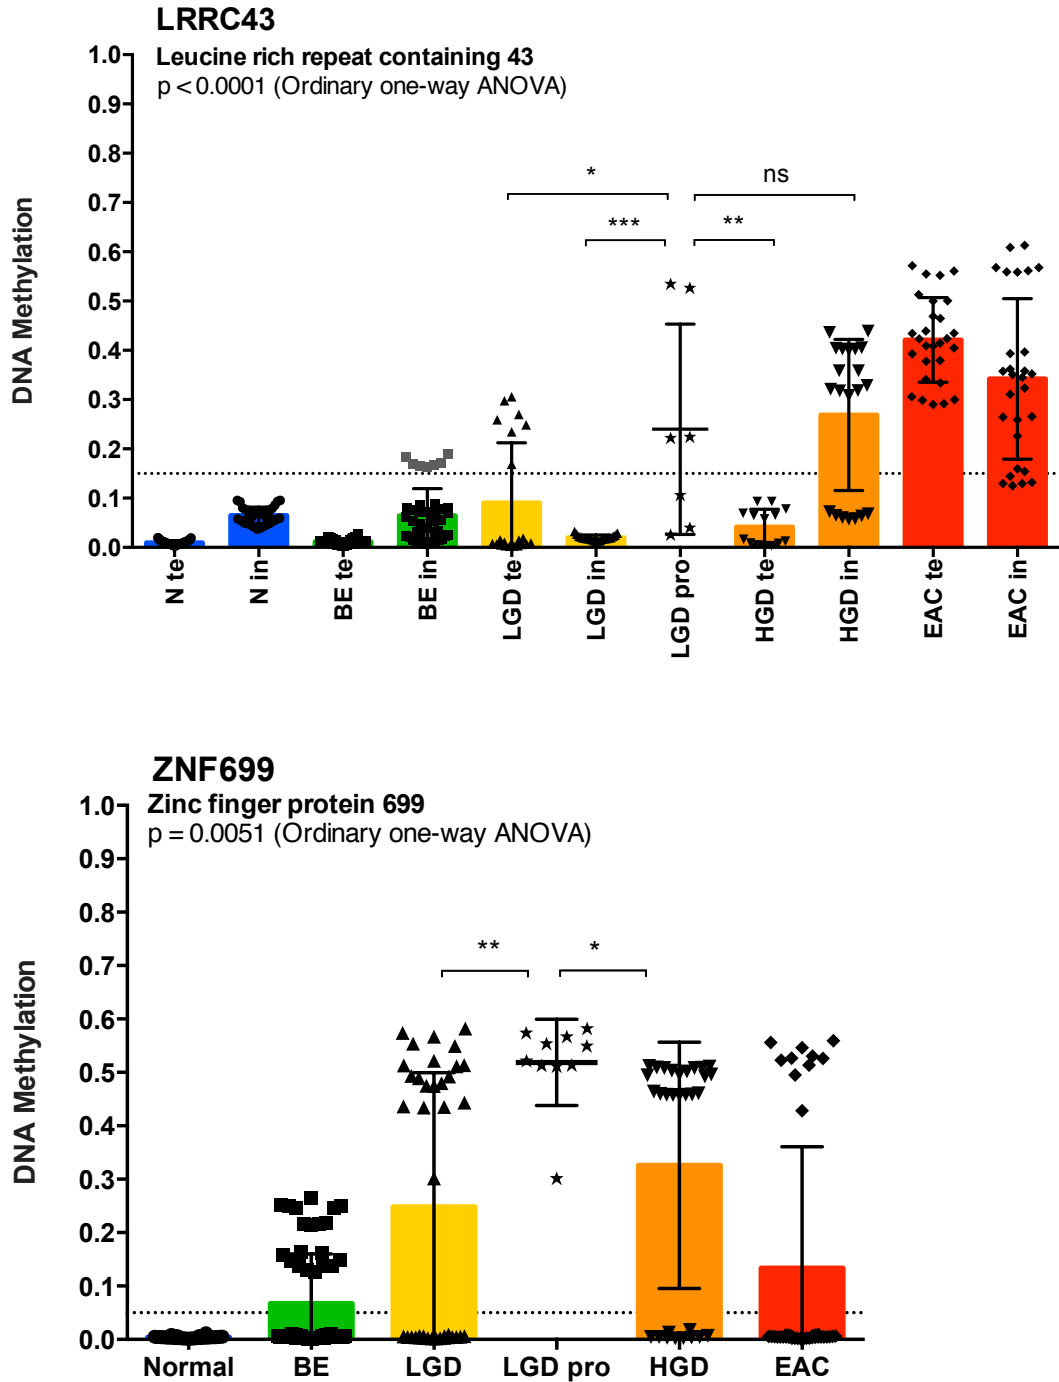 LRRC43
Leucine rich repeat containing 43
p < 0.0001 (Ordinary one-way ANOVA)
DNA Methylation
1.0
0.9
0.8
0.7
0.6
0.5
0.4
0.3
0.2
0.1
0.0
*
ns
***
**
N te
N in
BE te
BE in
LGD te
LGD in
LGD pro
HGD te
HGD in
EAC te
EAC in
ZNF699
Zinc finger protein 699
p = 0.0051 (Ordinary one-way ANOVA)
DNA Methylation
1.0
0.9
0.8
0.7
0.6
0.5
0.4
0.3
0.2
0.1
0.0
**
*
Normal
BE
LGD
LGD pro
HGD
EAC